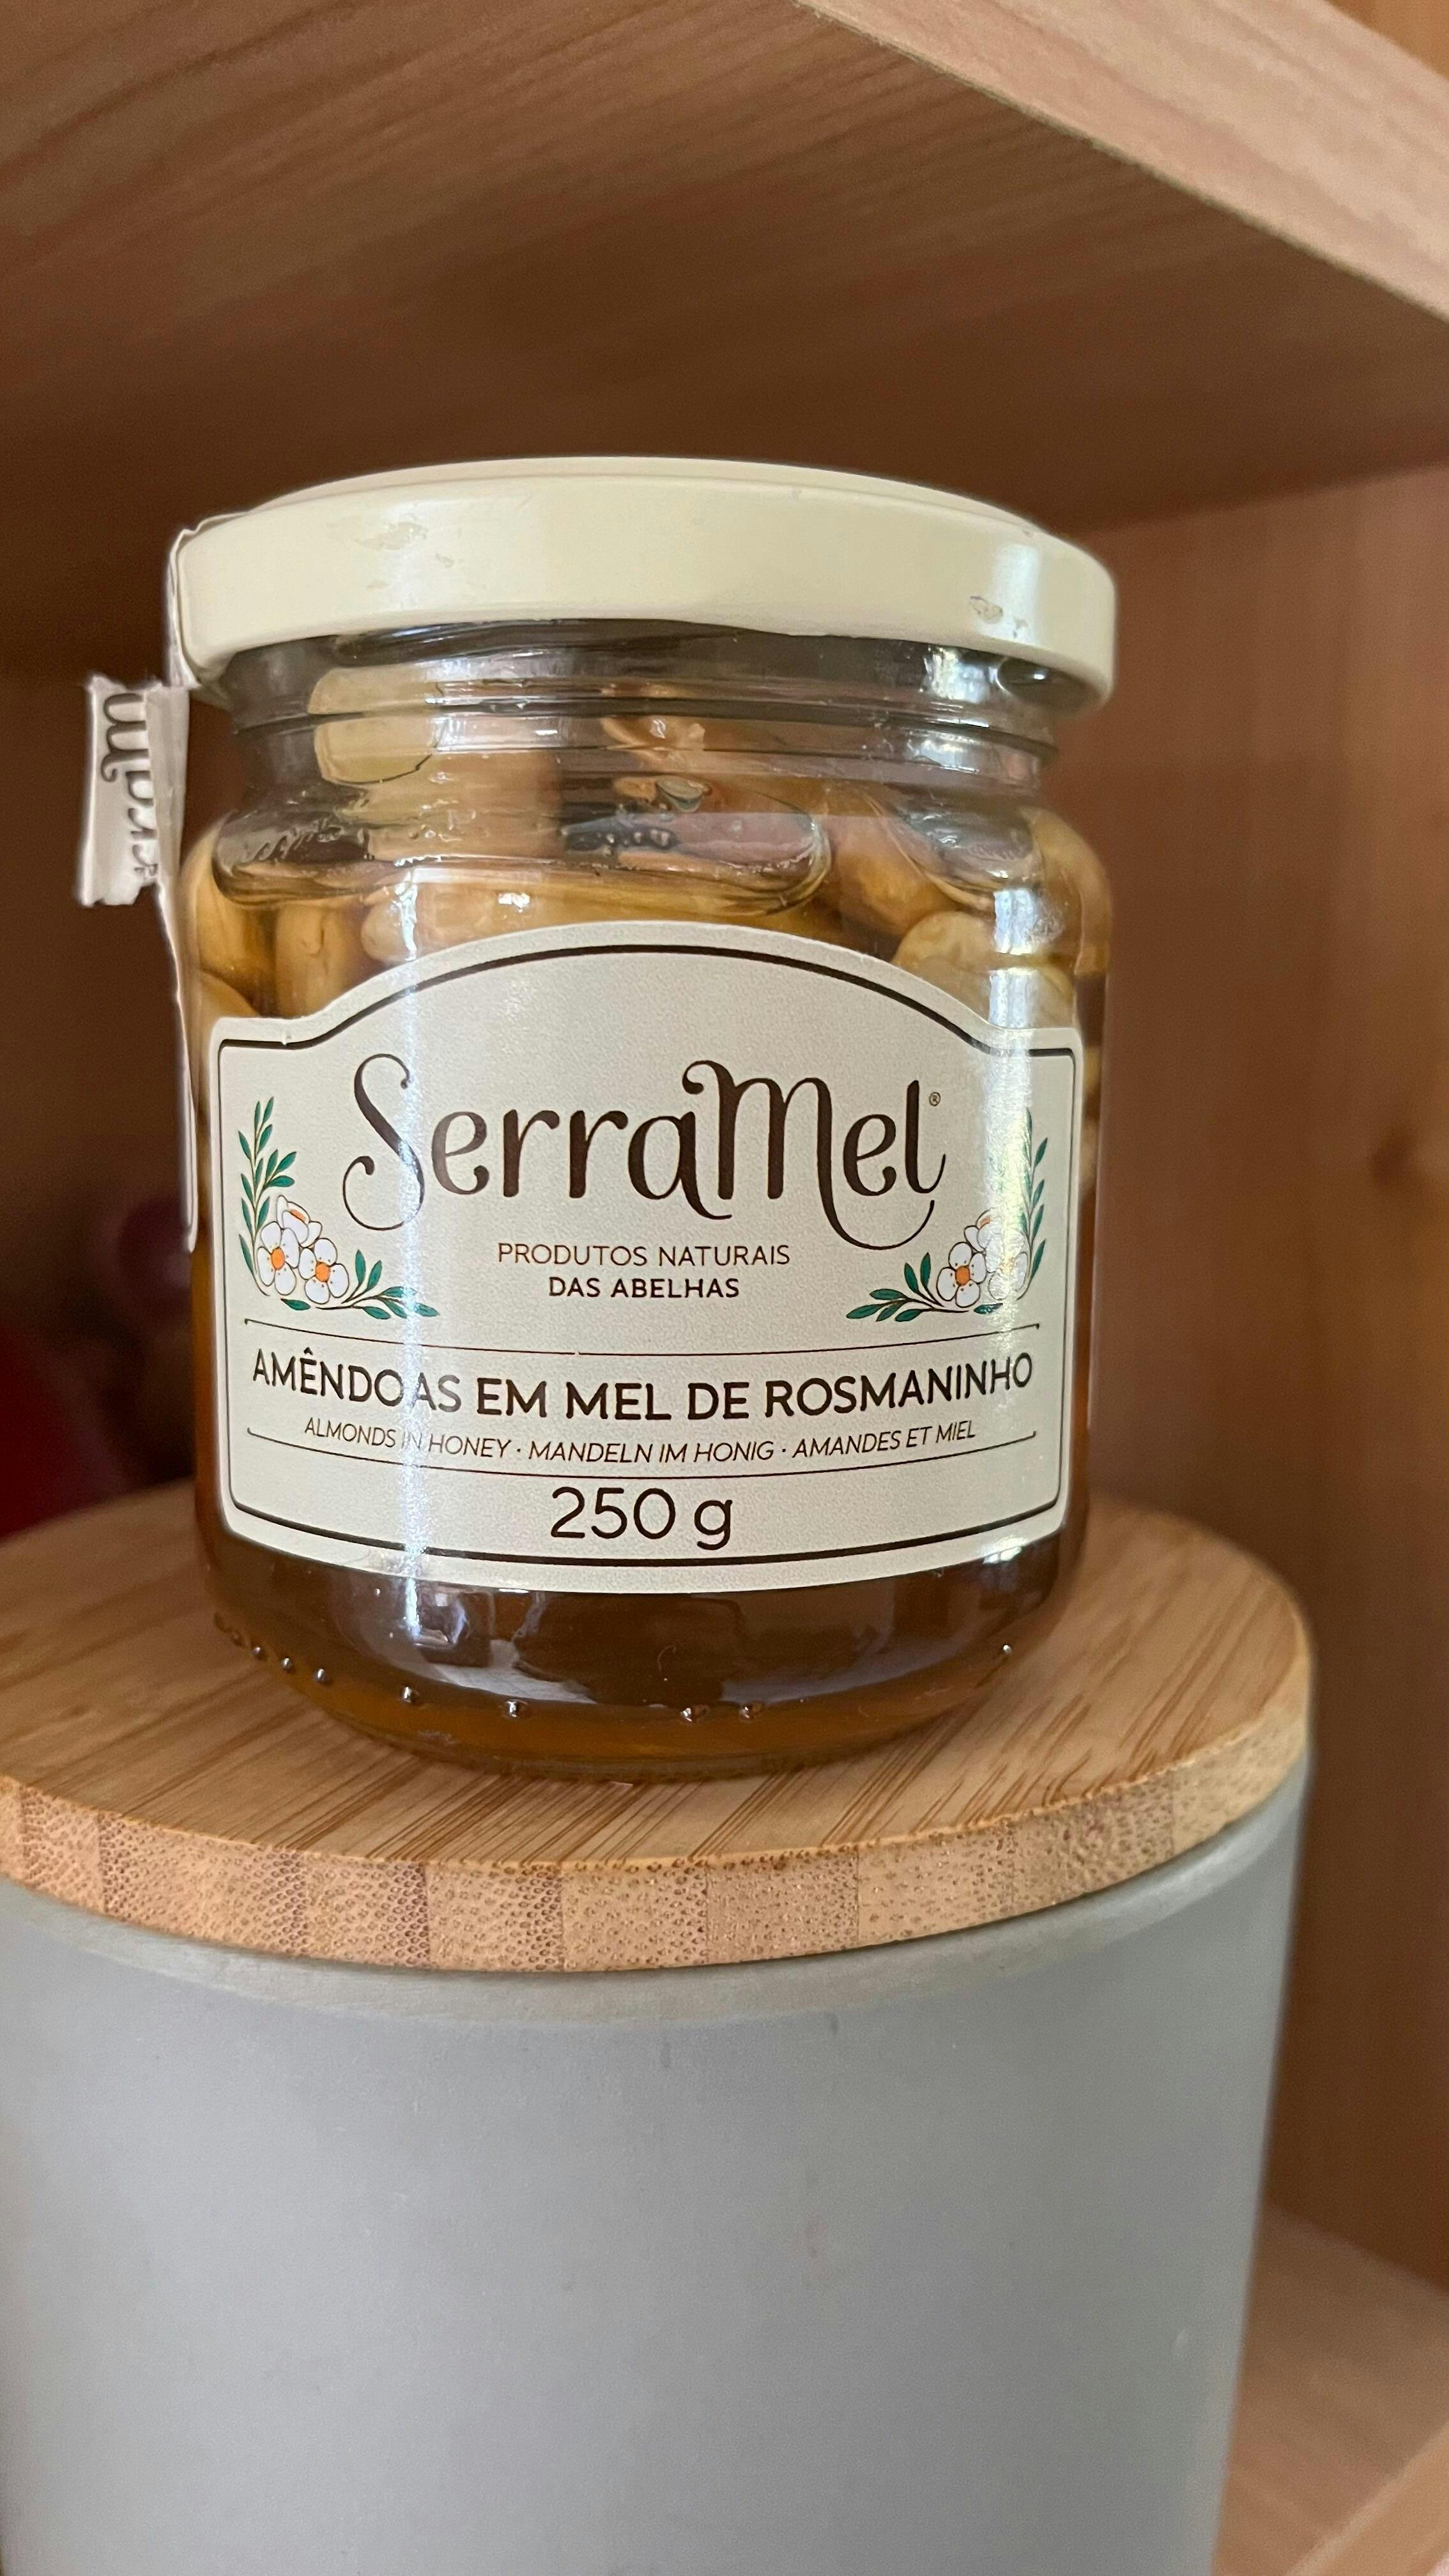 SerraMel®
PRODUTOS NATURAIS
DAS ABELHAS
AMÊNDOAS EM MEL DE ROSMANINHO
ALMONDS IN HONEY · MANDELN IM HONIG · AMANDES ET MIEL
250 g